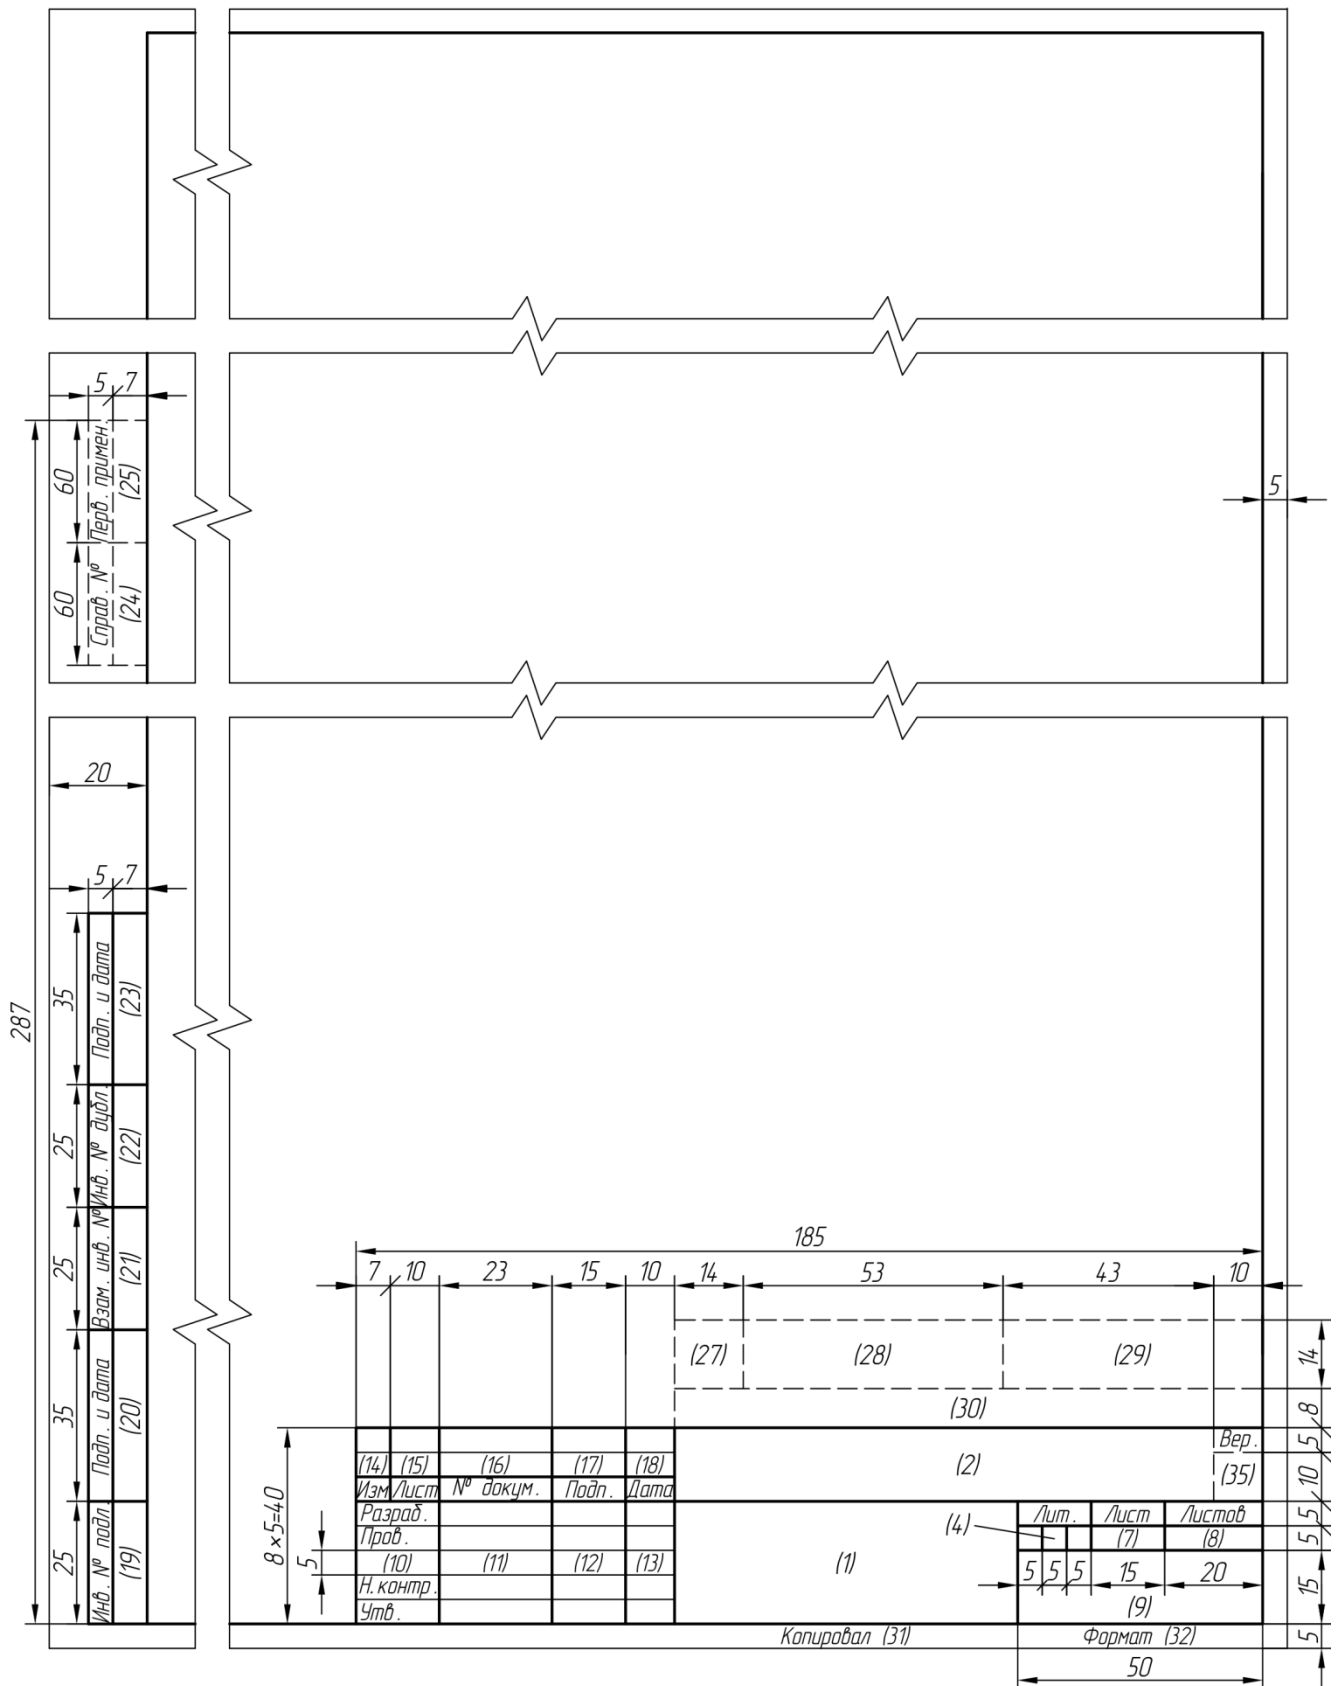 5 7
60
Перв. примен.
(25)
5
60
Справ. №
(24)
20
5 7
287
35
Подп. и дата
(23)
25
Инв. № дубл.
(22)
25
Взам. инв. №
(21)
35
Подп. и дата
(20)
25
Инв. № подл.
(19)
185
7 10 23 15 10 14 53 43 10
(27) (28) (29) 14
(30) 8
8×5=40
(2) Вер. 5
(14) (15) (16) (17) (18) (35) 10
Изм Лист № докум. Подп. Дата
Разраб. Лит. Лист Листов 5
Пров. (4) (7) (8) 5
5 (10) (11) (12) (13) (1) 5 5 5 15 20 15
Н. контр. (9)
Утв.
Копировал (31) Формат (32) 5
50